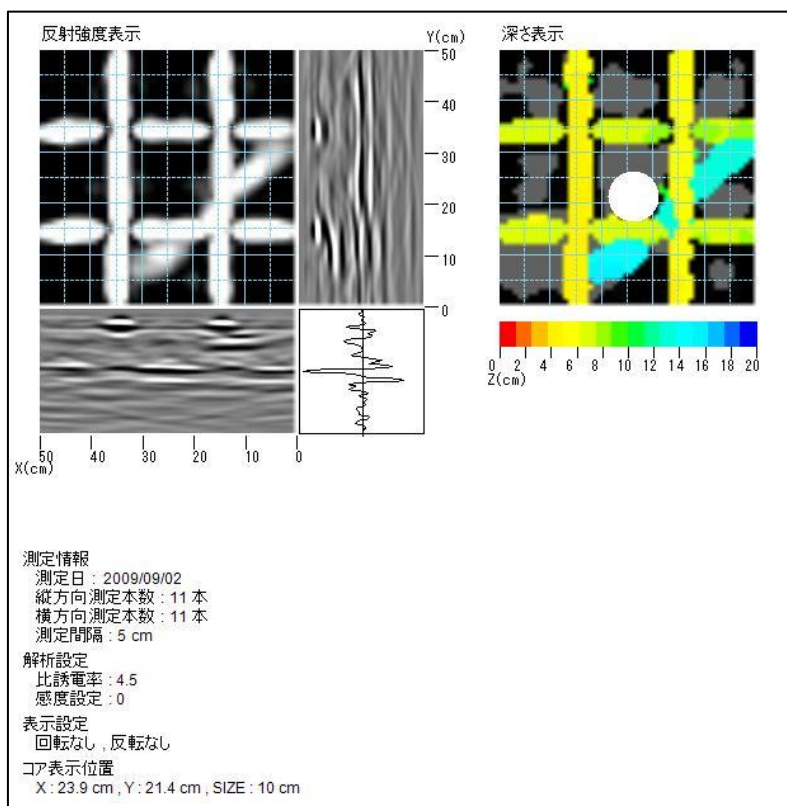 反射強度表示
Y(cm)
深さ表示
50
40
30
20
10
0
0 2 4 6 8 10 12 14 16 18 20
Z(cm)
50 40 30 20 10 0
X(cm)
測定情報
測定日 : 2009/09/02
縦方向測定本数 : 11 本
横方向測定本数 : 11 本
測定間隔 : 5 cm
解析設定
比誘電率 : 4.5
感度設定 : 0
表示設定
回転なし , 反転なし
コア表示位置
X : 23.9 cm , Y : 21.4 cm , SIZE : 10 cm